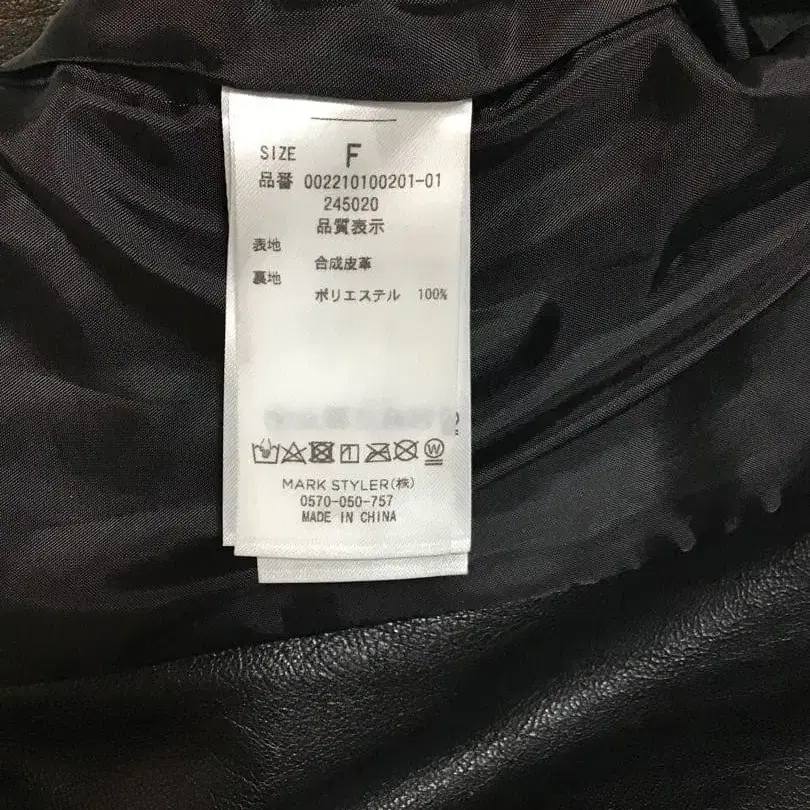 SIZE F
品番 002210100201-01
245020
品質表示
表地
合成皮革
裏地
ポリエステル 100%
W
MARK STYLER(株)
0570-050-757
MADE IN CHINA